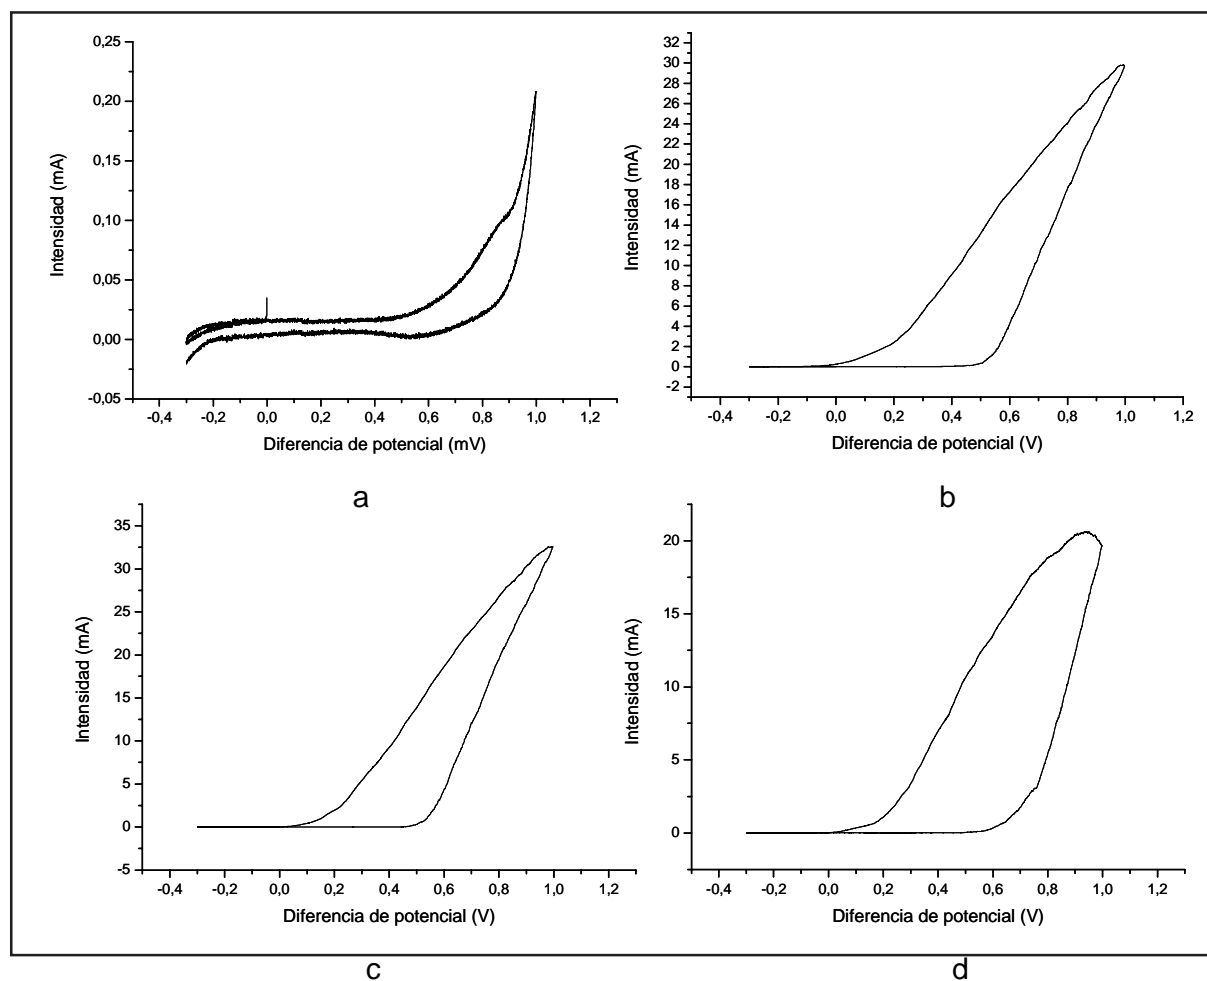 0,25
0,20
0,15
0,10
0,05
0,00
-0,05
Intensidad (mA)
-0,4 -0,2 0,0 0,2 0,4 0,6 0,8 1,0 1,2
Diferencia de potencial (mV)
a
32
30
28
26
24
22
20
18
16
14
12
10
8
6
4
2
0
-2
Intensidad (mA)
-0,4 -0,2 0,0 0,2 0,4 0,6 0,8 1,0 1,2
Diferencia de potencial (V)
b
35
30
25
20
15
10
5
0
-5
Intensidad (mA)
-0,4 -0,2 0,0 0,2 0,4 0,6 0,8 1,0 1,2
Diferencia de potencial (V)
c
20
15
10
5
0
Intensidad (mA)
-0,4 -0,2 0,0 0,2 0,4 0,6 0,8 1,0 1,2
Diferencia de potencial (V)
d